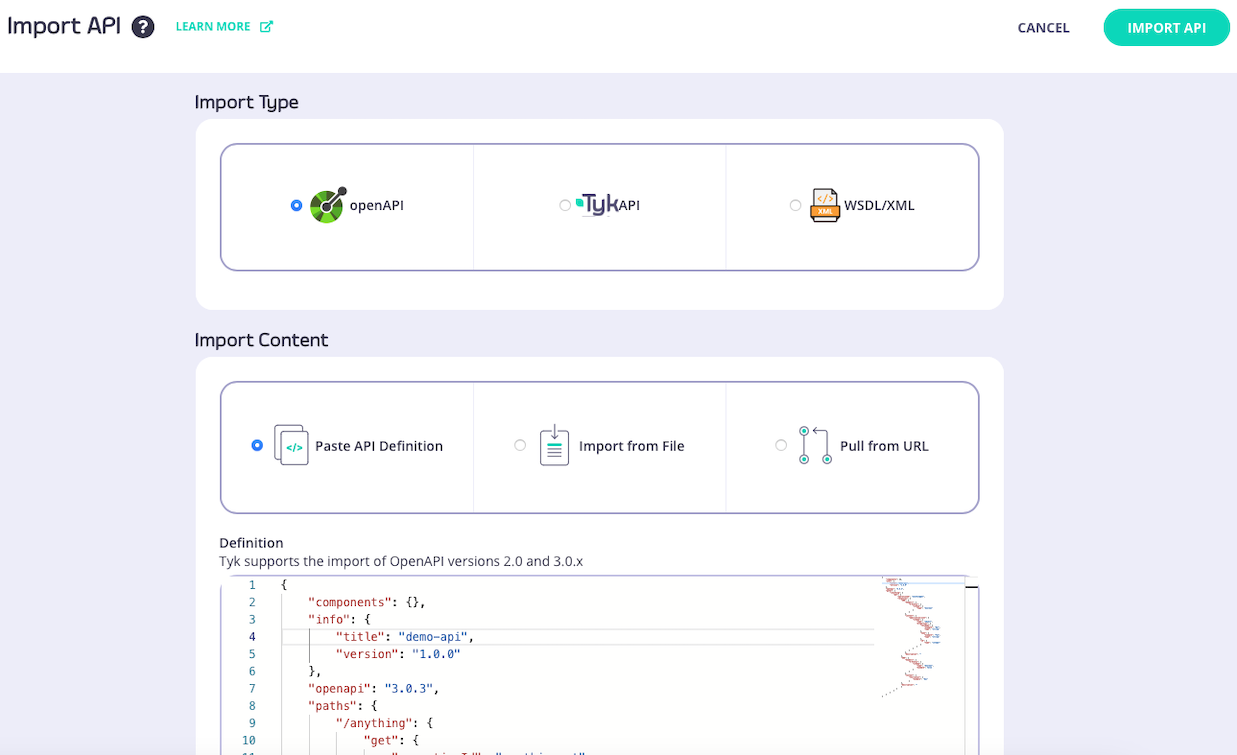 Import API ? LEARN MORE CANCEL IMPORT API
Import Type
openAPI
Tyk API
</> XML WSDL/XML
Import Content
</> Paste API Definition
Import from File
Pull from URL
Definition
Tyk supports the import of OpenAPI versions 2.0 and 3.0.x
1 {
2 "components": {},
3 "info": {
4 "title": "demo-api",
5 "version": "1.0.0"
6 },
7 "openapi": "3.0.3",
8 "paths": {
9 "/anything": {
10 "get": {